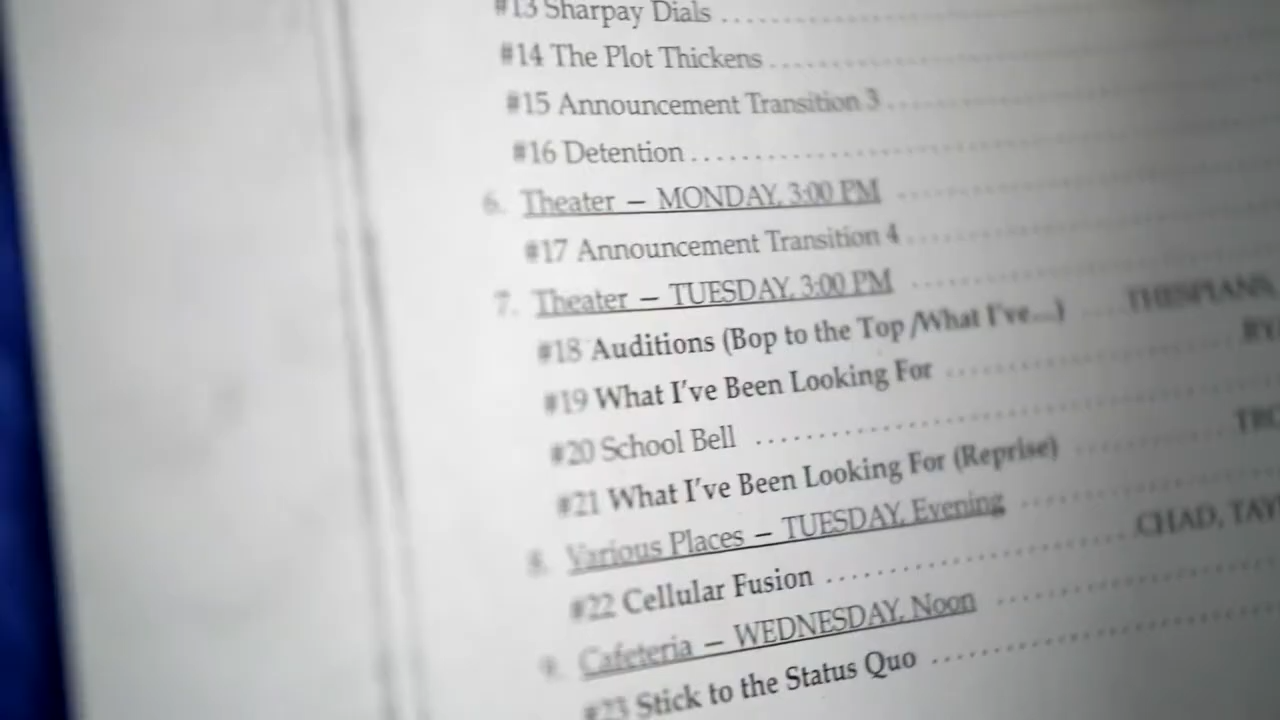 #13 Sharpay Dials ......................
#14 The Plot Thickens ......................
#15 Announcement Transition 3 ......................
#16 Detention ......................
6. Theater – MONDAY, 3:00 PM ......................
#17 Announcement Transition 4 ......................
7. Theater – TUESDAY, 3:00 PM ......................
#18 Auditions (Bop to the Top /What I've...) ..... THESPIANS,
#19 What I've Been Looking For ......................
#20 School Bell ......................
#21 What I've Been Looking For (Reprise) ............
8. Various Places – TUESDAY, Evening ......................
#22 Cellular Fusion ...................... CHAD, TAY
9. Cafeteria – WEDNESDAY, Noon ......................
#23 Stick to the Status Quo ......................